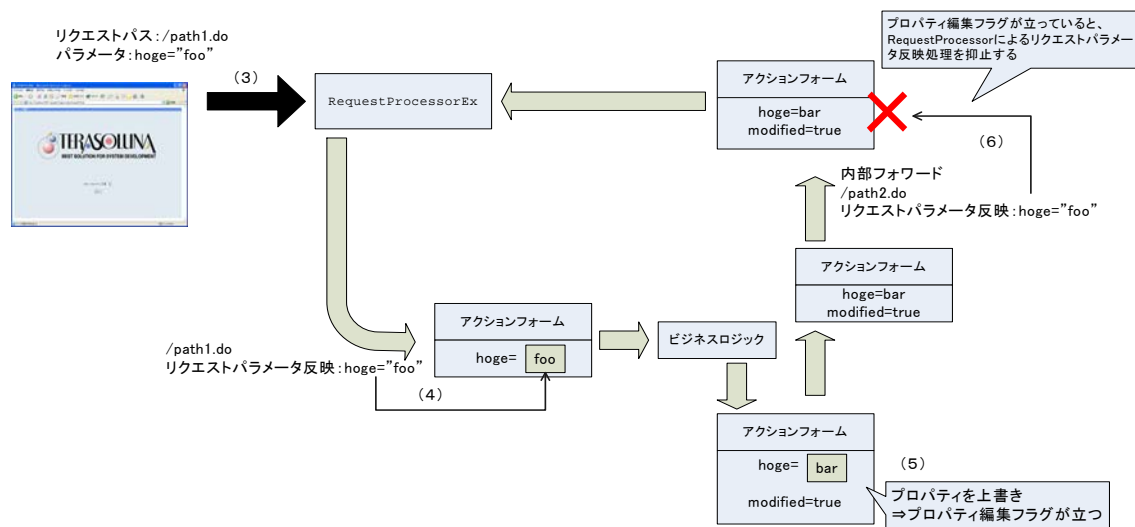 リクエストパス:/path1.do
パラメータ:hoge="foo"
(3)
TERASOLUNA
BEST SOLUTION FOR SYSTEM DEVELOPMENT
RequestProcessorEx
アクションフォーム
hoge=bar
modified=true
プロパティ編集フラグが立っていると、
RequestProcessorによるリクエストパラメー
タ反映処理を抑止する
(6)
内部フォワード
/path2.do
リクエストパラメータ反映:hoge="foo"
アクションフォーム
hoge=bar
modified=true
/path1.do
リクエストパラメータ反映:hoge="foo"
(4)
アクションフォーム
hoge= foo
ビジネスロジック
アクションフォーム
hoge= bar
modified=true
(5)
プロパティを上書き
⇒プロパティ編集フラグが立つ